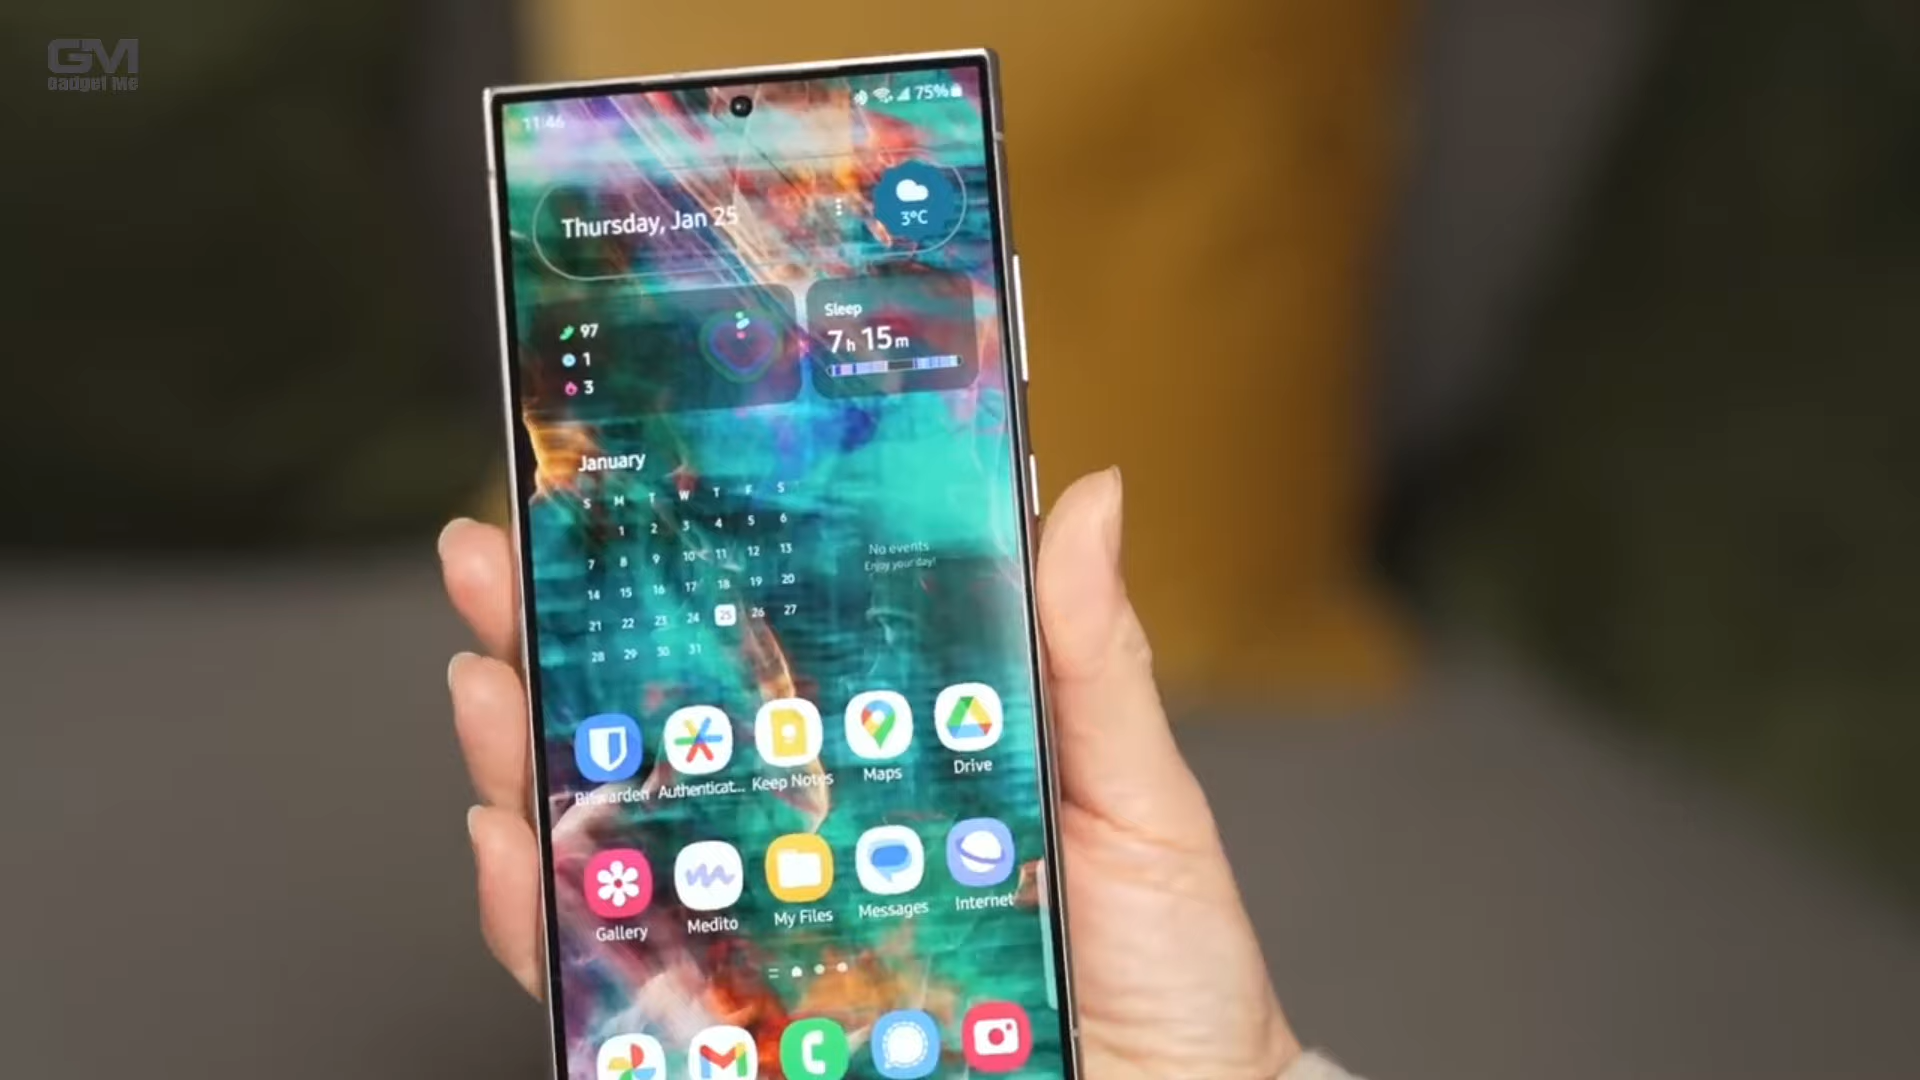 GM
Gadget Me
11:46
75%
Thursday, Jan 25
3°C
97
1
3
Sleep
7h 15m
January
S M T W T F S
1 2 3 4 5 6
7 8 9 10 11 12 13
14 15 16 17 18 19 20
21 22 23 24 25 26 27
28 29 30 31
No events
Enjoy your day!
Bitwarden Authenticat... Keep Notes Maps Drive
Gallery Medito My Files Messages Internet